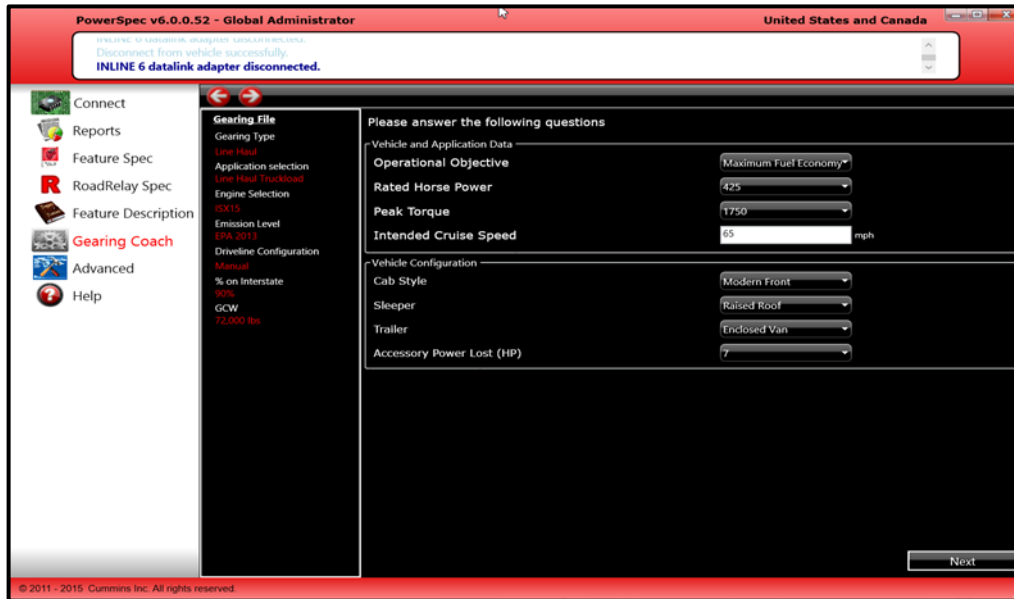 PowerSpec v6.0.0.52 - Global Administrator
United States and Canada
INLINE 6 datalink adapter disconnected.
Disconnect from vehicle successfully.
INLINE 6 datalink adapter disconnected.
Connect
Reports
Feature Spec
R RoadRelay Spec
Feature Description
Gearing Coach
Advanced
Help
Gearing File
Gearing Type
Line Haul
Application selection
Line Haul Truckload
Engine Selection
ISX15
Emission Level
EPA 2013
Driveline Configuration
Manual
% on Interstate
90%
GCW
72,000 lbs
Please answer the following questions
Vehicle and Application Data
Operational Objective Maximum Fuel Economy
Rated Horse Power 425
Peak Torque 1750
Intended Cruise Speed 65 mph
Vehicle Configuration
Cab Style Modern Front
Sleeper Raised Roof
Trailer Enclosed Van
Accessory Power Lost (HP) 7
Next
© 2011 - 2015 Cummins Inc. All rights reserved.